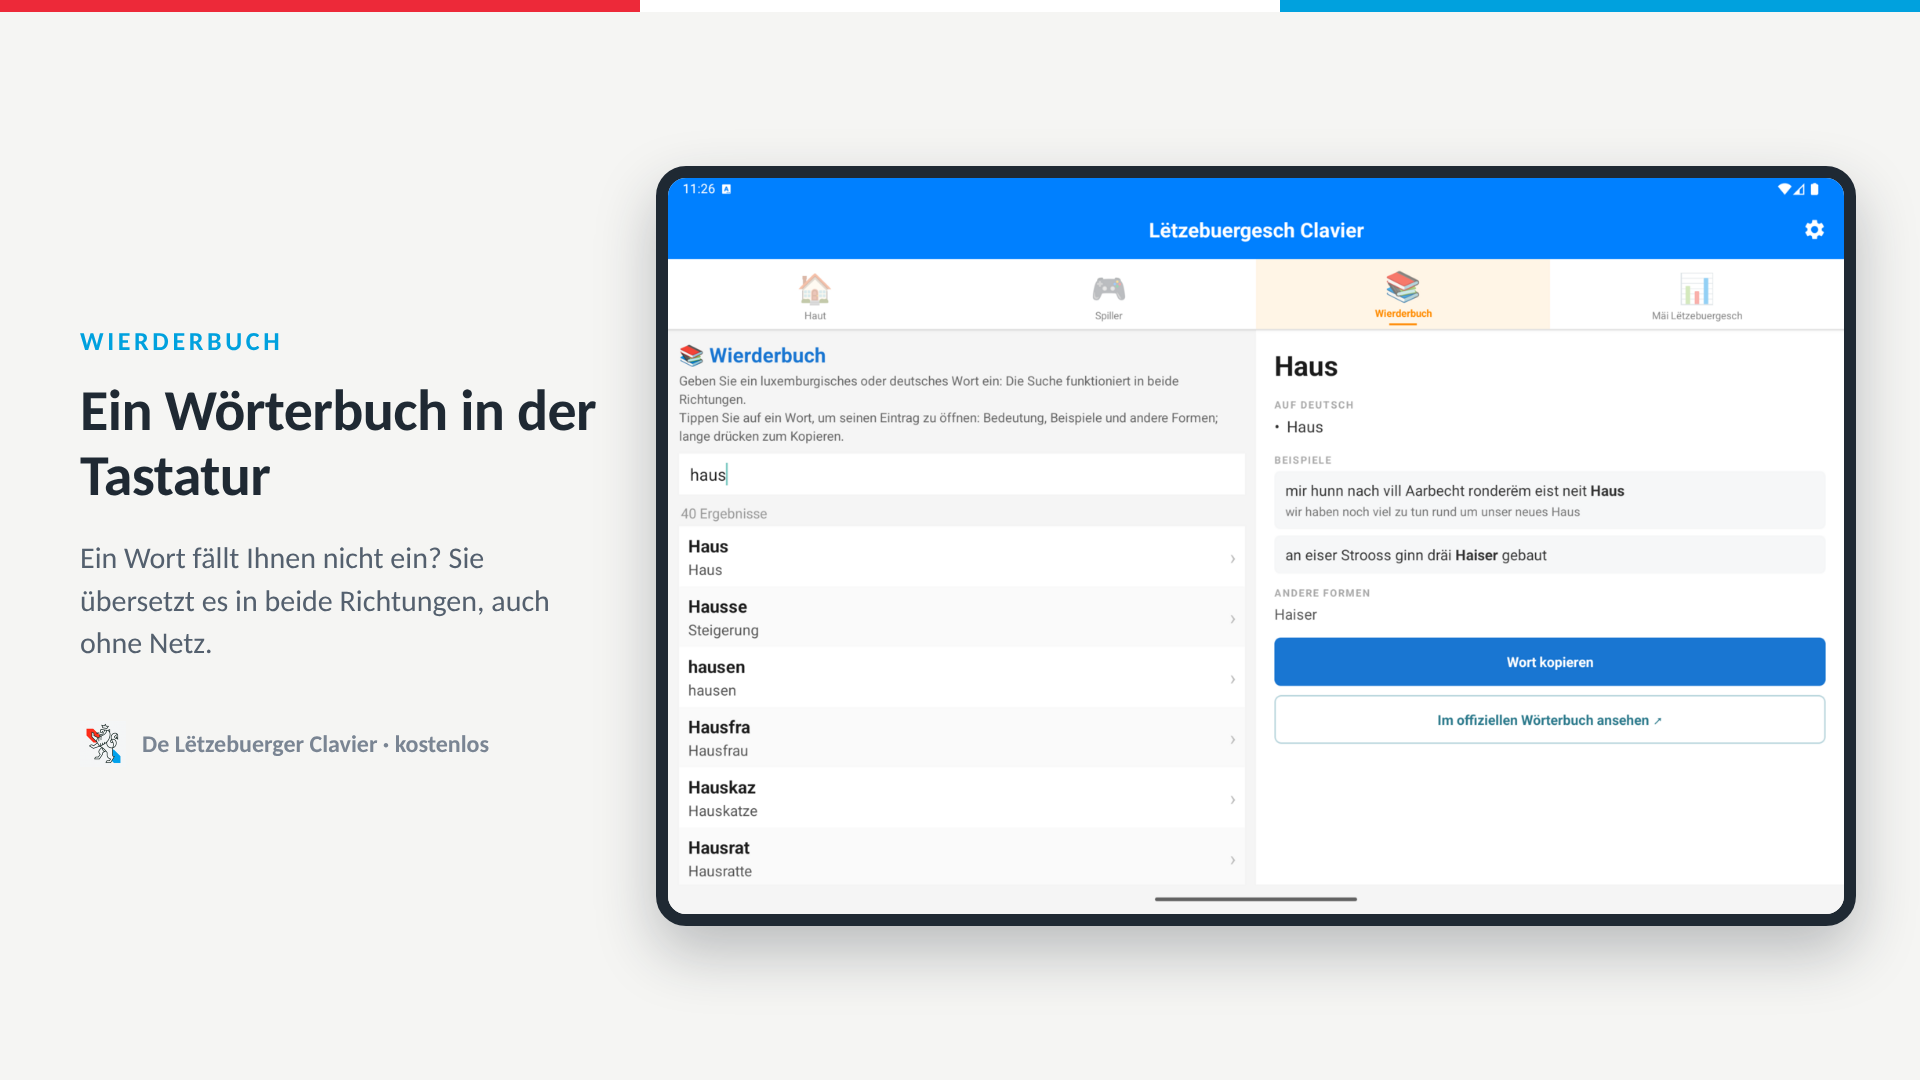 WIERDERBUCH
Ein Wörterbuch in der
Tastatur
Ein Wort fällt Ihnen nicht ein? Sie
übersetzt es in beide Richtungen, auch
ohne Netz.
De Lëtzebuerger Clavier · kostenlos
11:26
Lëtzebuergesch Clavier
Haut
Spiller
Wierderbuch
Mäi Lëtzebuergesch
Wierderbuch
Geben Sie ein luxemburgisches oder deutsches Wort ein: Die Suche funktioniert in beide
Richtungen.
Tippen Sie auf ein Wort, um seinen Eintrag zu öffnen: Bedeutung, Beispiele und andere Formen;
lange drücken zum Kopieren.
haus
40 Ergebnisse
Haus
Haus
Hausse
Steigerung
hausen
hausen
Hausfra
Hausfrau
Hauskaz
Hauskatze
Hausrat
Hausratte
Haus
AUF DEUTSCH
• Haus
BEISPIELE
mir hunn nach vill Aarbecht ronderëm eist neit Haus
wir haben noch viel zu tun rund um unser neues Haus
an eiser Strooss ginn dräi Haiser gebaut
ANDERE FORMEN
Haiser
Wort kopieren
Im offiziellen Wörterbuch ansehen ↗